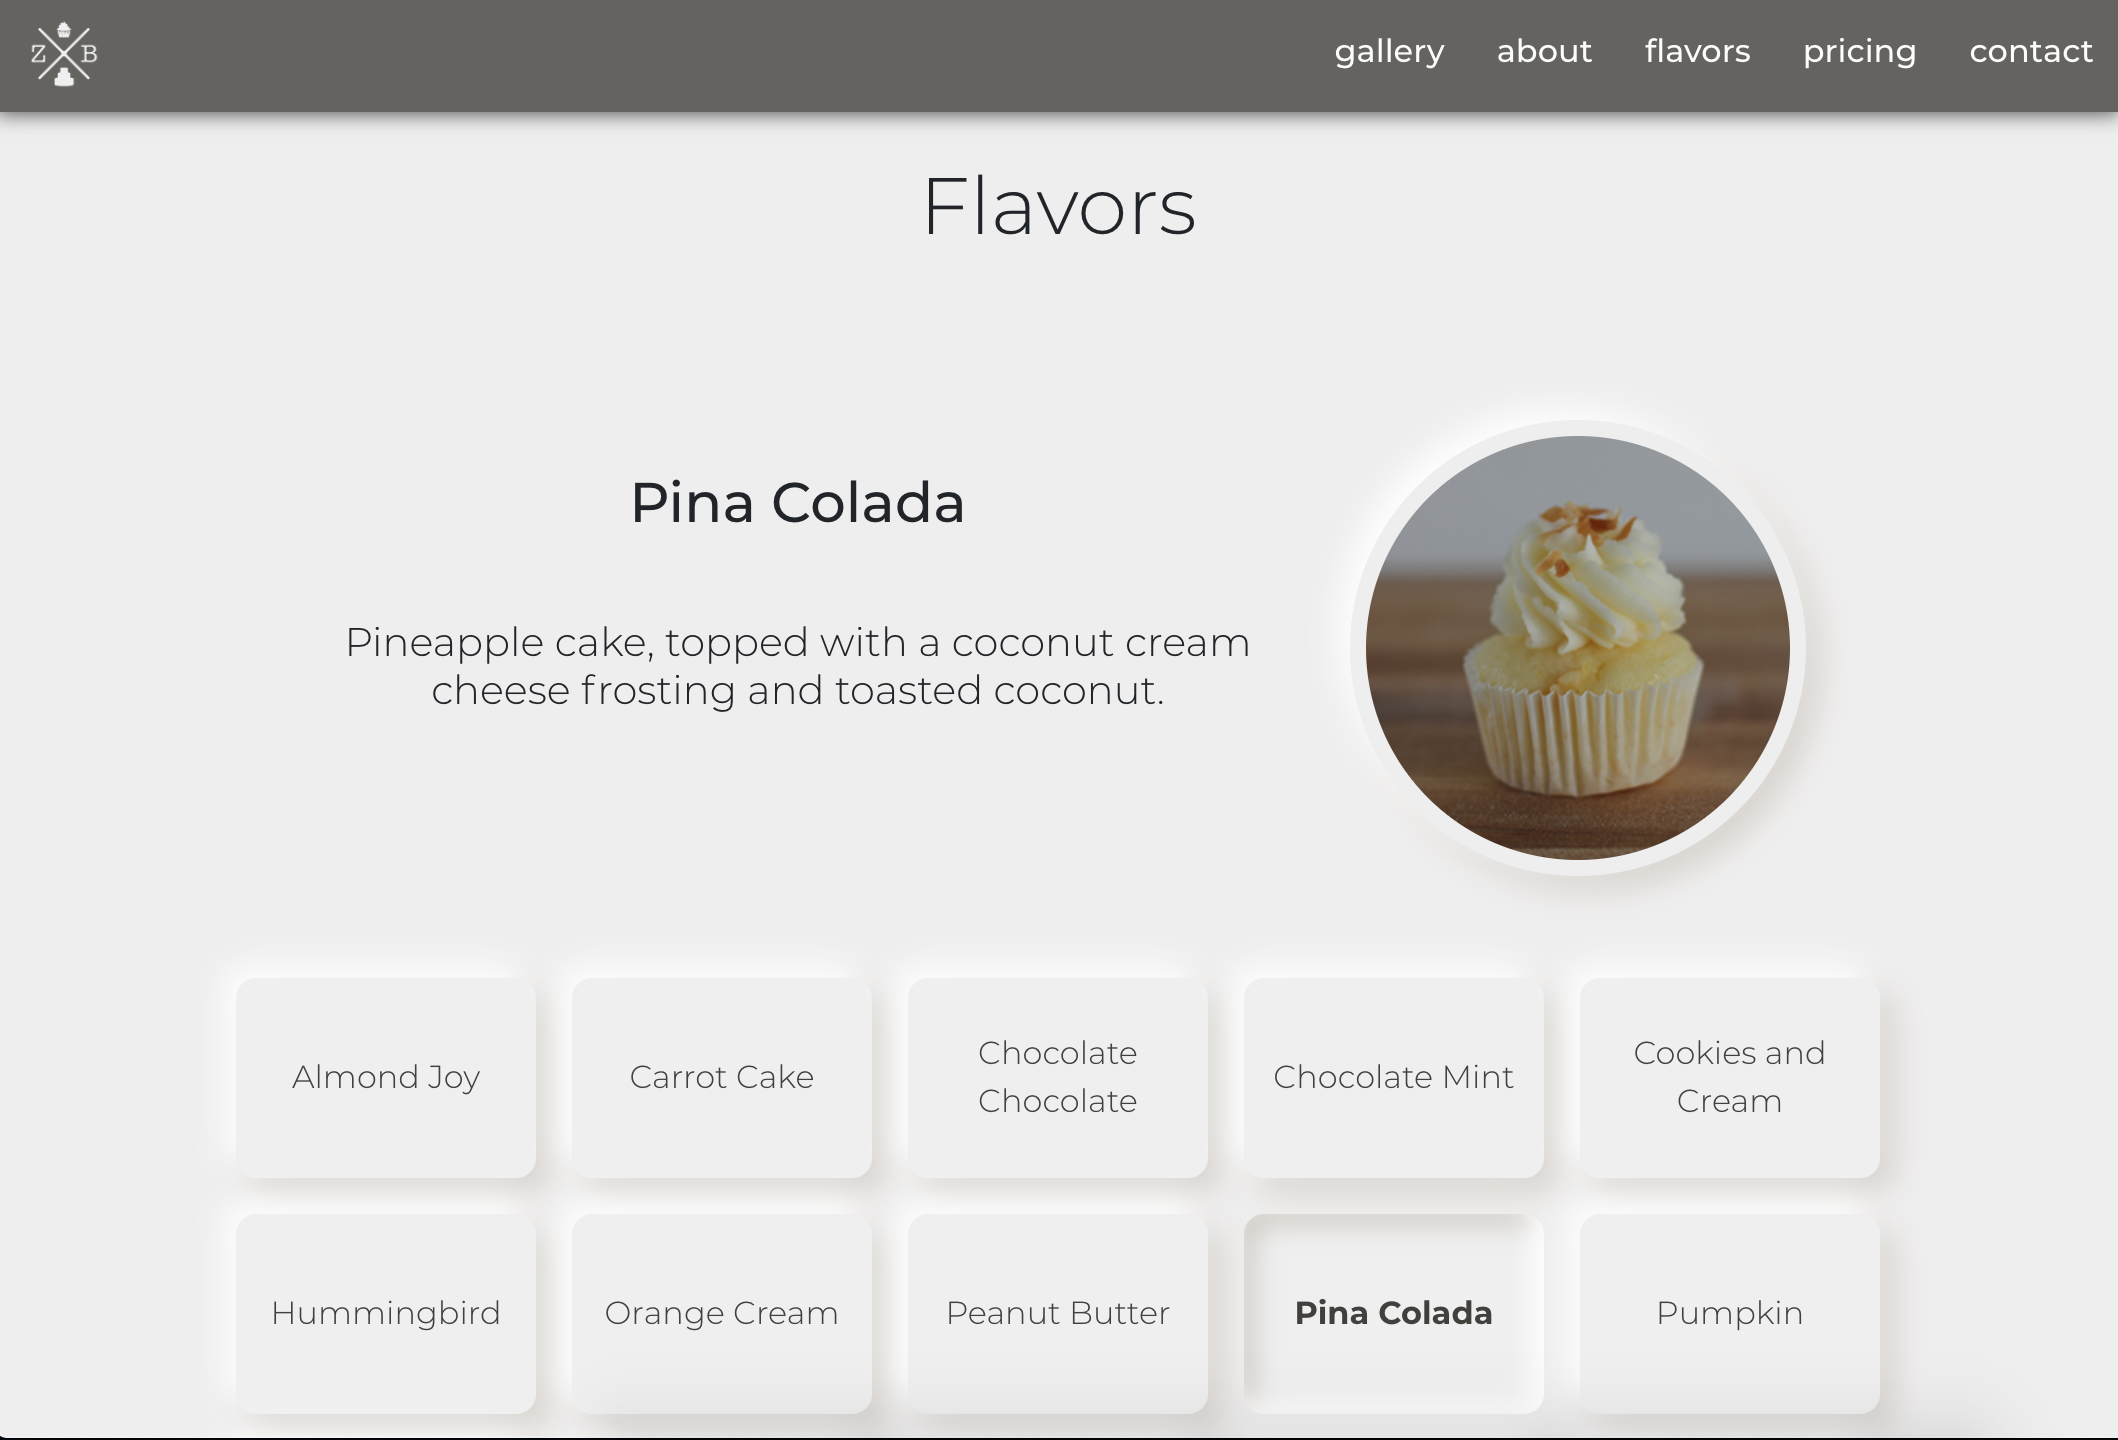 Z B
gallery about flavors pricing contact
Flavors
Pina Colada
Pineapple cake, topped with a coconut cream
cheese frosting and toasted coconut.
Almond Joy
Carrot Cake
Chocolate
Chocolate
Chocolate Mint
Cookies and
Cream
Hummingbird
Orange Cream
Peanut Butter
Pina Colada
Pumpkin